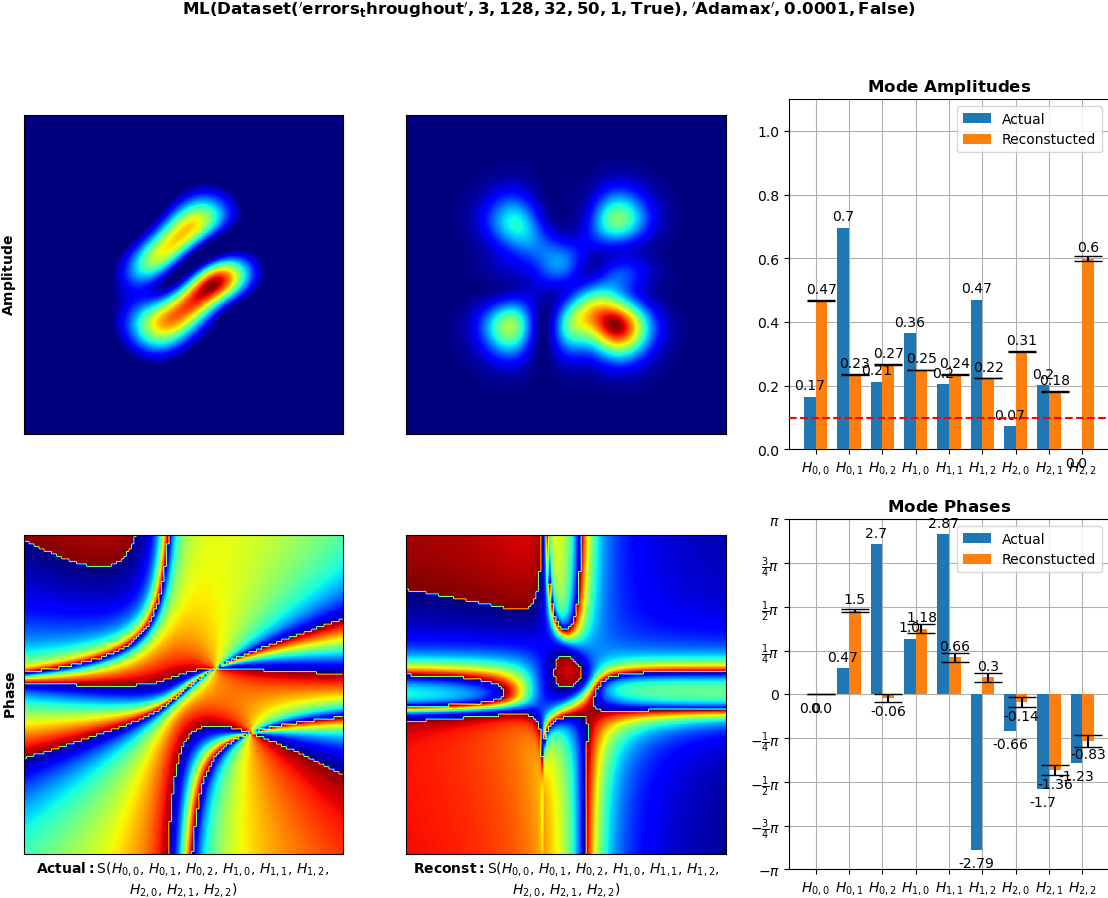 ML(Dataset('errors_throughout', 3, 128, 32, 50, 1, True), 'Adamax', 0.0001, False)
Mode Amplitudes
Actual
Reconstucted
Amplitude
1.0
0.8
0.6
0.4
0.2
0.0
0.17
0.47
0.7
0.23
0.21
0.27
0.36
0.25
0.2
0.24
0.47
0.22
0.07
0.31
0.2
0.18
0.0
0.6
H0,0 H0,1 H0,2 H1,0 H1,1 H1,2 H2,0 H2,1 H2,2
Mode Phases
Actual
Reconstucted
Phase
π
3/4π
1/2π
1/4π
0
−1/4π
−1/2π
−3/4π
−π
0.0
0.0
0.47
1.5
2.7
-0.06
1.0
1.18
2.87
0.66
-2.79
0.3
-0.66
-0.14
-1.7
-1.36
-1.23
-0.83
H0,0 H0,1 H0,2 H1,0 H1,1 H1,2 H2,0 H2,1 H2,2
Actual: S(H0,0, H0,1, H0,2, H1,0, H1,1, H1,2,
H2,0, H2,1, H2,2)
Reconst: S(H0,0, H0,1, H0,2, H1,0, H1,1, H1,2,
H2,0, H2,1, H2,2)